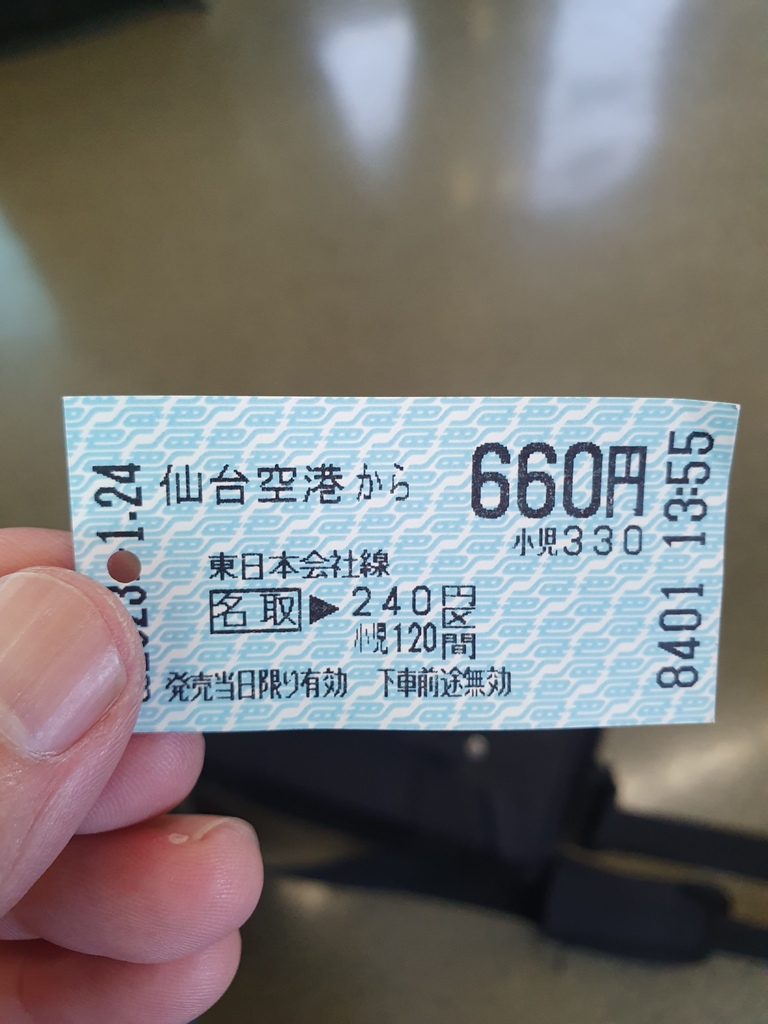 仙台空港から 660円
小児330
東日本会社線
名取▶240円区間
小児120
発売当日限り有効 下車前途無効
1.-24
8401 13:55